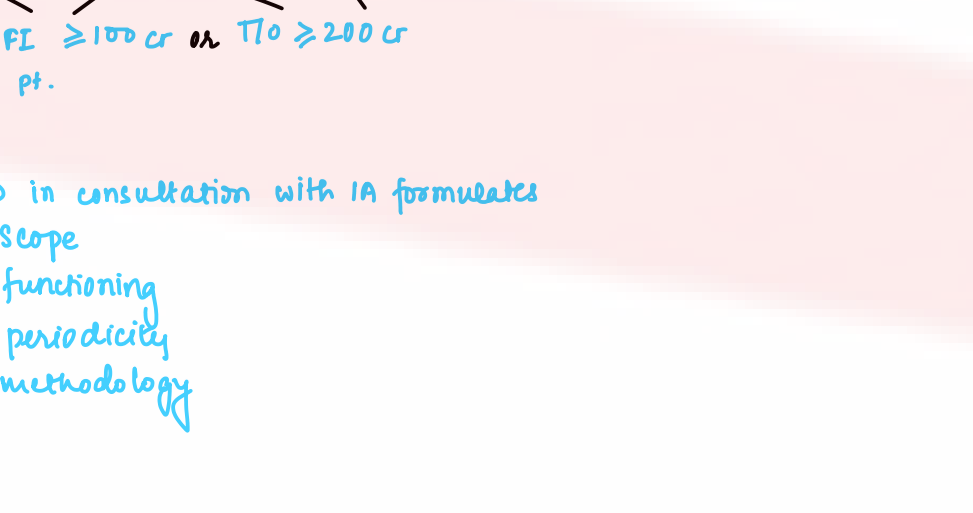 FI ≥100 cr or T/O ≥200 cr
pt.
in consultation with IA formulates
Scope
functioning
periodicity
methodology